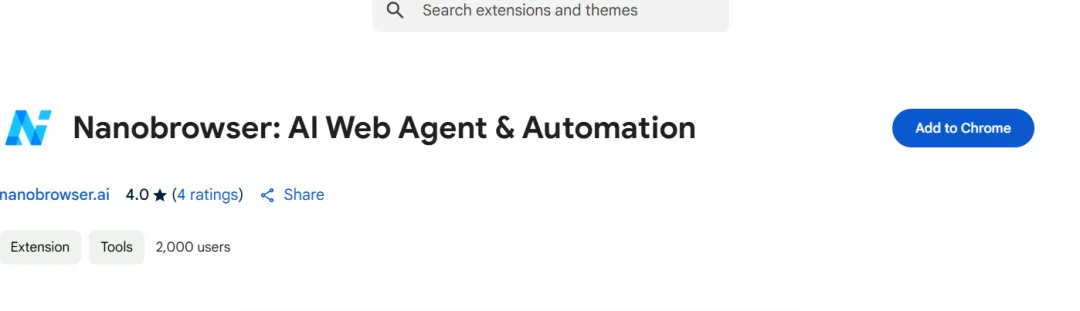 Search extensions and themes
Nanobrowser: AI Web Agent & Automation
Add to Chrome
nanobrowser.ai 4.0 ★ (4 ratings) Share
Extension Tools 2,000 users